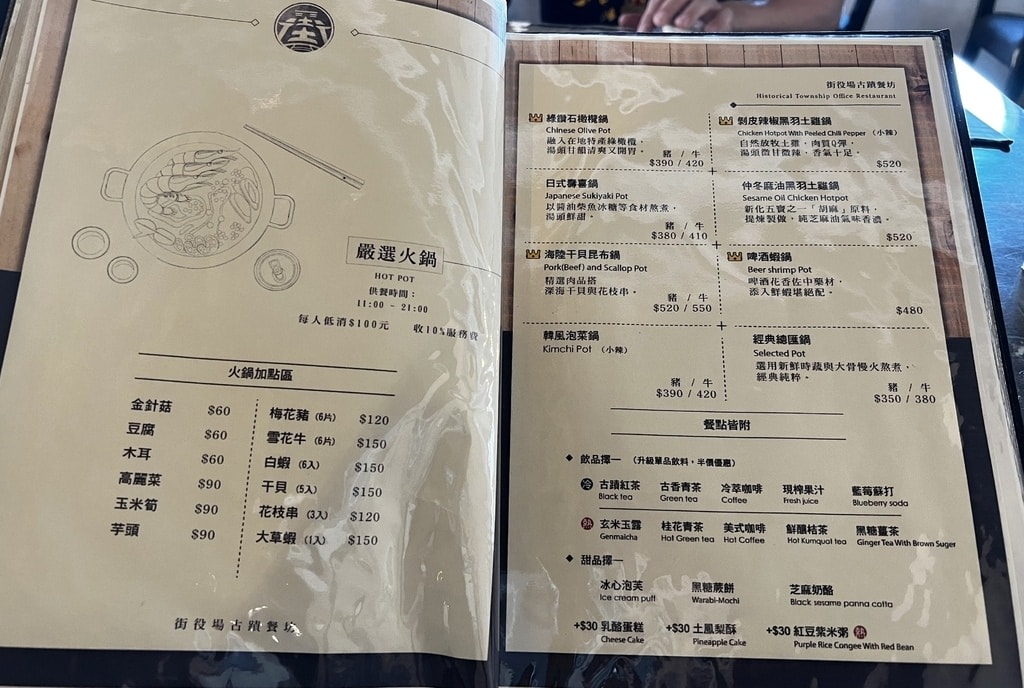 街
嚴選火鍋
HOT POT
供餐時間：
11:00 ~ 21:00
每人低消$100元 收10%服務費
火鍋加點區
金針菇 $60
豆腐 $60
木耳 $60
高麗菜 $90
玉米筍 $90
芋頭 $90
梅花豬 (6片) $120
雪花牛 (6片) $150
白蝦 (6入) $150
干貝 (5入) $150
花枝串 (3入) $120
大草蝦 (1入) $150
街役場古蹟餐坊
街役場古蹟餐坊
Historical Township Office Restaurant
綠鑽石橄欖鍋
Chinese Olive Pot
融入在地特產綠橄欖，
湯頭甘韻清爽又開胃。
豬 / 牛
$390 / 420
剝皮辣椒黑羽土雞鍋
Chicken Hotpot With Peeled Chili Pepper （小辣）
自然放牧土雞，肉質Q彈，
湯頭微甘微辣，香氣十足。
$520
日式壽喜鍋
Japanese Sukiyaki Pot
以醬油柴魚冰糖等食材熬煮，
湯頭鮮甜。
豬 / 牛
$380 / 410
仲冬麻油黑羽土雞鍋
Sesame Oil Chicken Hotpot
新化五寶之一「胡麻」原料，
提煉製做，純芝麻油氣味香濃。
$520
海陸干貝昆布鍋
Pork(Beef) and Scallop Pot
精選肉品搭
深海干貝與花枝串。
豬 / 牛
$520 / 550
啤酒蝦鍋
Beer shrimp Pot
啤酒花香佐中藥材，
添入鮮蝦堪絕配。
$480
韓風泡菜鍋
Kimchi Pot （小辣）
豬 / 牛
$390 / 420
經典總匯鍋
Selected Pot
選用新鮮時蔬與大骨慢火熬煮，
經典純粹。
豬 / 牛
$350 / 380
餐點皆附
◆ 飲品擇一 （升級單品飲料，半價優惠）
冷 古蹟紅茶 古香青茶 冷萃咖啡 現榨果汁 藍莓蘇打
Black tea Green tea Coffee Fresh juice Blueberry soda
熱 玄米玉露 桂花青茶 美式咖啡 鮮釀桔茶 黑糖薑茶
Genmaicha Hot Green tea Hot Coffee Hot Kumquat tea Ginger Tea With Brown Suger
◆ 甜品擇一
冰心泡芙 黑糖蕨餅 芝麻奶酪
Ice cream puff Warabi-Mochi Black sesame panna cotta
+$30 乳酪蛋糕 +$30 土鳳梨酥 +$30 紅豆紫米粥 熱
Cheese Cake Pineapple Cake Purple Rice Congee With Red Bean